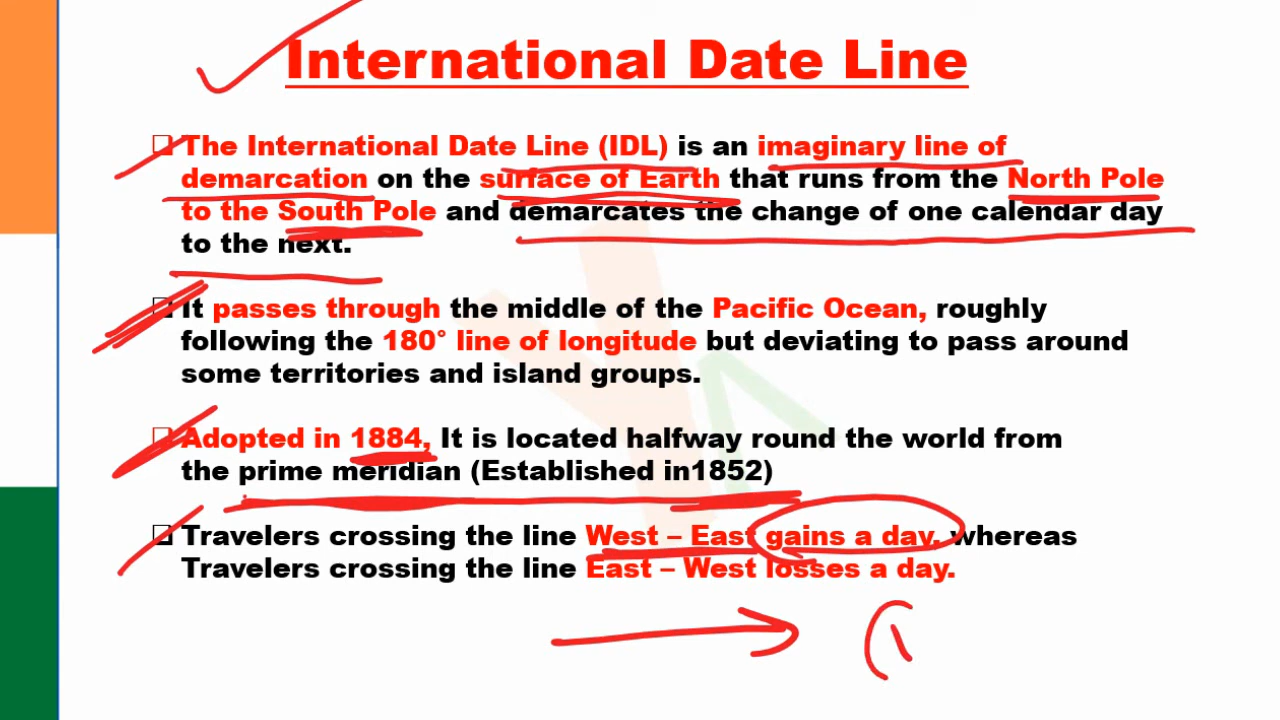 International Date Line
The International Date Line (IDL) is an imaginary line of
demarcation on the surface of Earth that runs from the North Pole
to the South Pole and demarcates the change of one calendar day
to the next.
It passes through the middle of the Pacific Ocean, roughly
following the 180° line of longitude but deviating to pass around
some territories and island groups.
Adopted in 1884, It is located halfway round the world from
the prime meridian (Established in1852)
Travelers crossing the line West – East gains a day, whereas
Travelers crossing the line East – West losses a day.